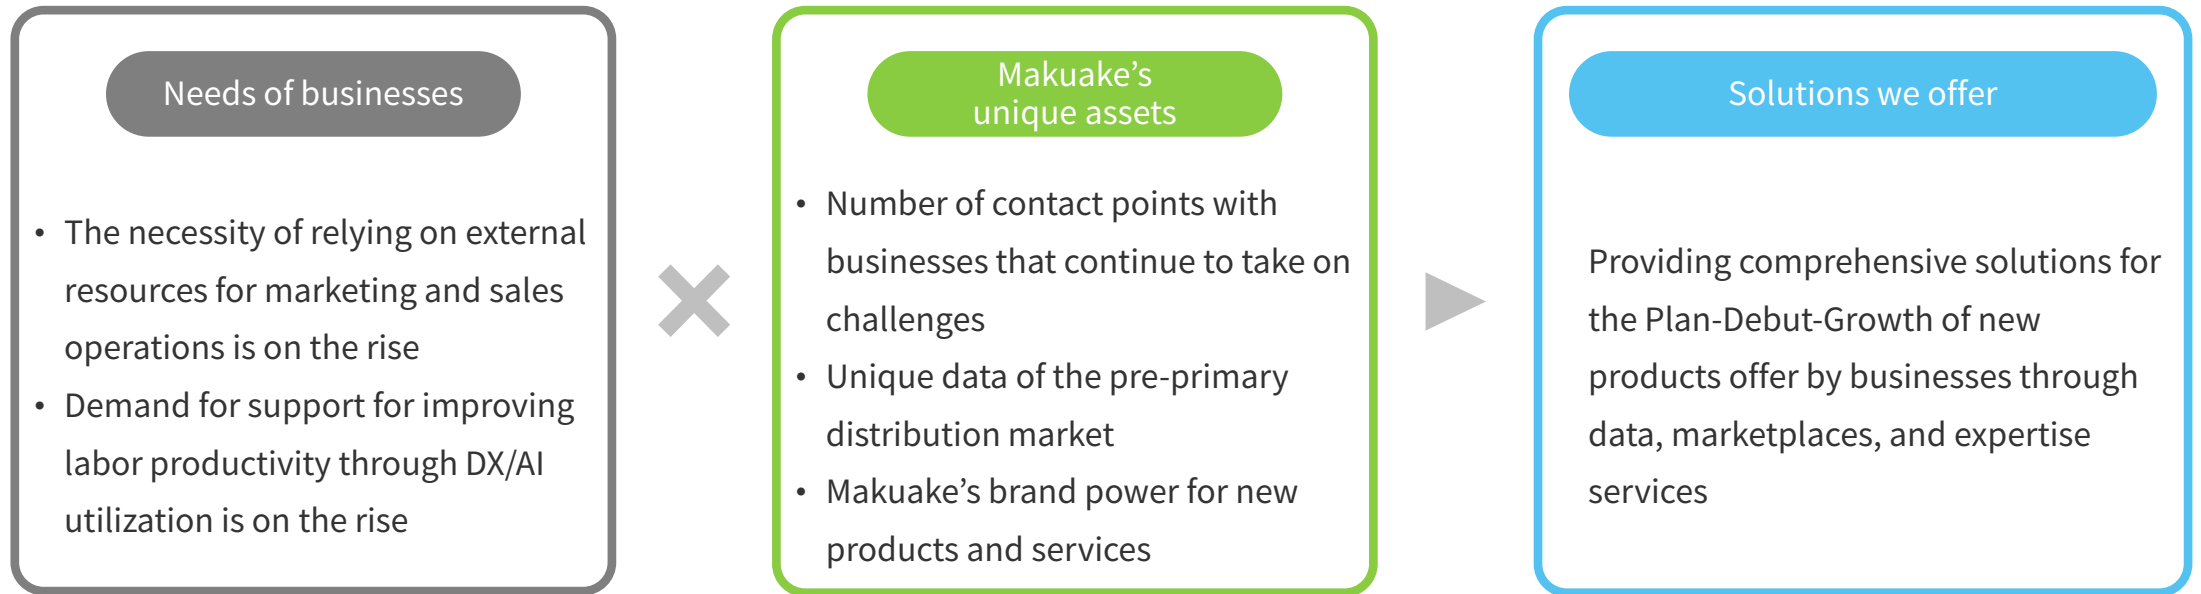 Needs of businesses
• The necessity of relying on external
resources for marketing and sales
operations is on the rise
• Demand for support for improving
labor productivity through DX/AI
utilization is on the rise
Makuake’s
unique assets
• Number of contact points with
businesses that continue to take on
challenges
• Unique data of the pre-primary
distribution market
• Makuake’s brand power for new
products and services
Solutions we offer
Providing comprehensive solutions for
the Plan-Debut-Growth of new
products offer by businesses through
data, marketplaces, and expertise
services